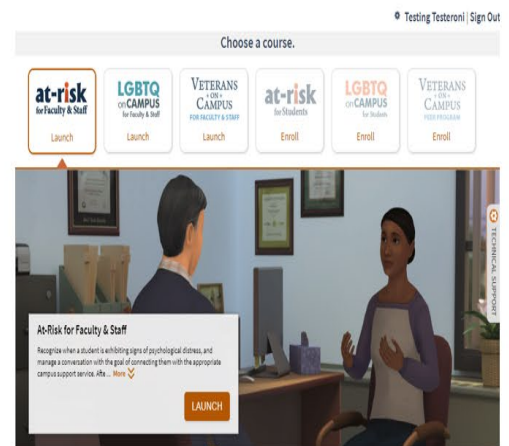 Testing Testeroni | Sign Out
Choose a course.
at-risk
for Faculty & Staff
Launch
LGBTQ
on CAMPUS
for Faculty & Staff
Launch
VETERANS
- ON -
CAMPUS
FOR FACULTY & STAFF
Launch
at-risk
for Students
Enroll
LGBTQ
on CAMPUS
for Students
Enroll
VETERANS
- ON -
CAMPUS
PEER PROGRAM
Enroll
TECHNICAL SUPPORT
At-Risk for Faculty & Staff
Recognize when a student is exhibiting signs of psychological distress, and
manage a conversation with the goal of connecting them with the appropriate
campus support service. Afte ... More
LAUNCH